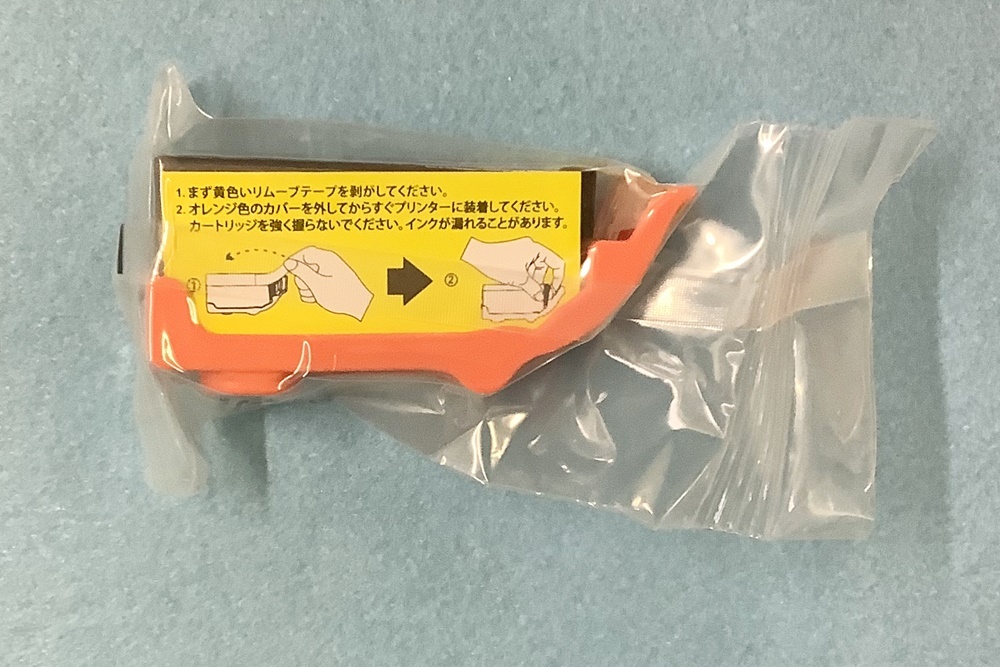 1. まず黄色いリムーブテープを剥がしてください。
2. オレンジ色のカバーを外してからすぐプリンターに装着してください。
カートリッジを強く握らないでください。インクが漏れることがあります。
① ②